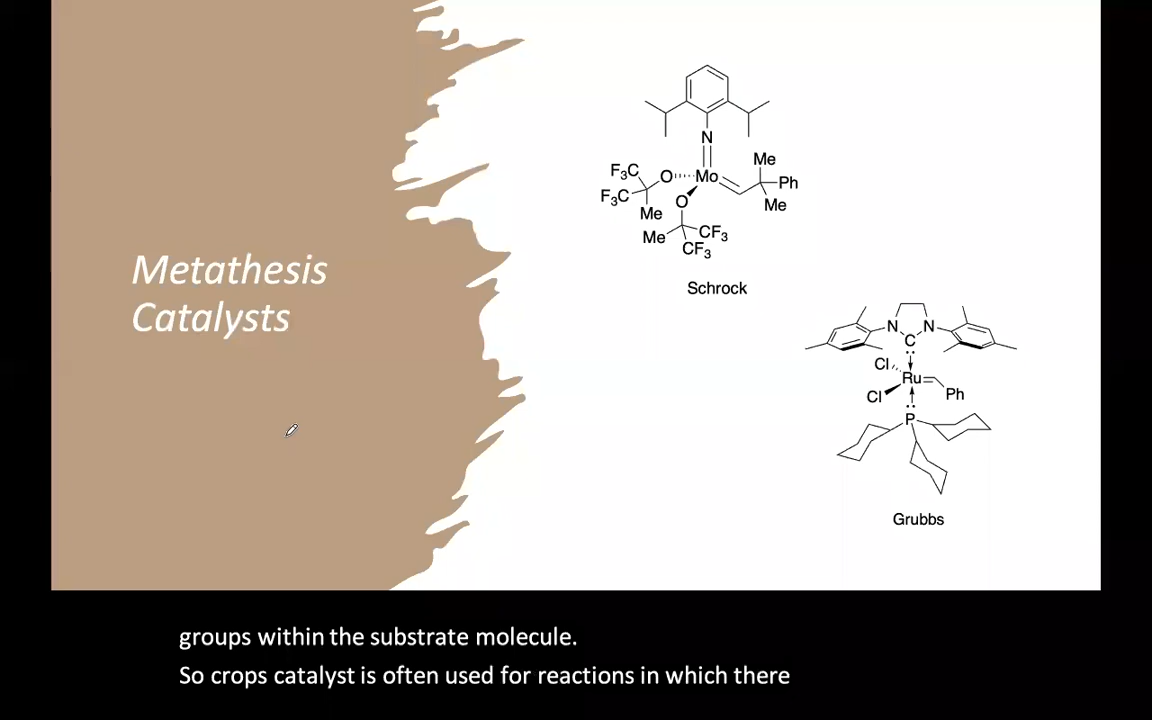 Metathesis
Catalysts
N
Me
F₃C
O
Mo
Ph
F₃C
O
Me
Me
Me
CF₃
CF₃
Schrock
N
N
C
Cl
Ru
Cl
Ph
P
Grubbs
groups within the substrate molecule.
So crops catalyst is often used for reactions in which there